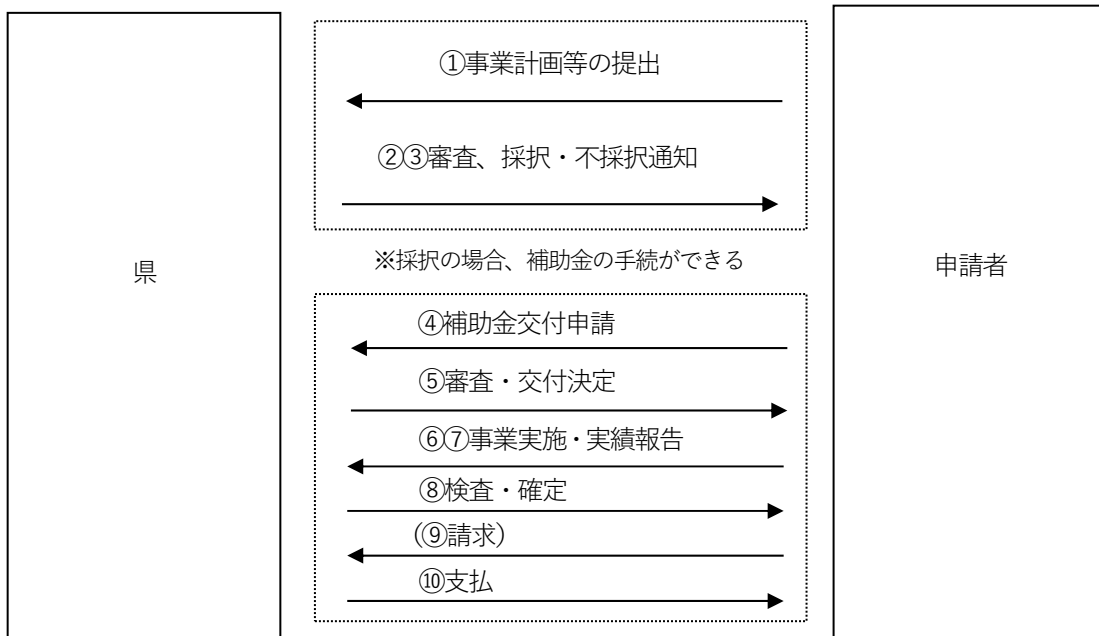 ①事業計画等の提出
②③審査、採択・不採択通知
※採択の場合、補助金の手続ができる
県
申請者
④補助金交付申請
⑤審査・交付決定
⑥⑦事業実施・実績報告
⑧検査・確定
(⑨請求)
⑩支払